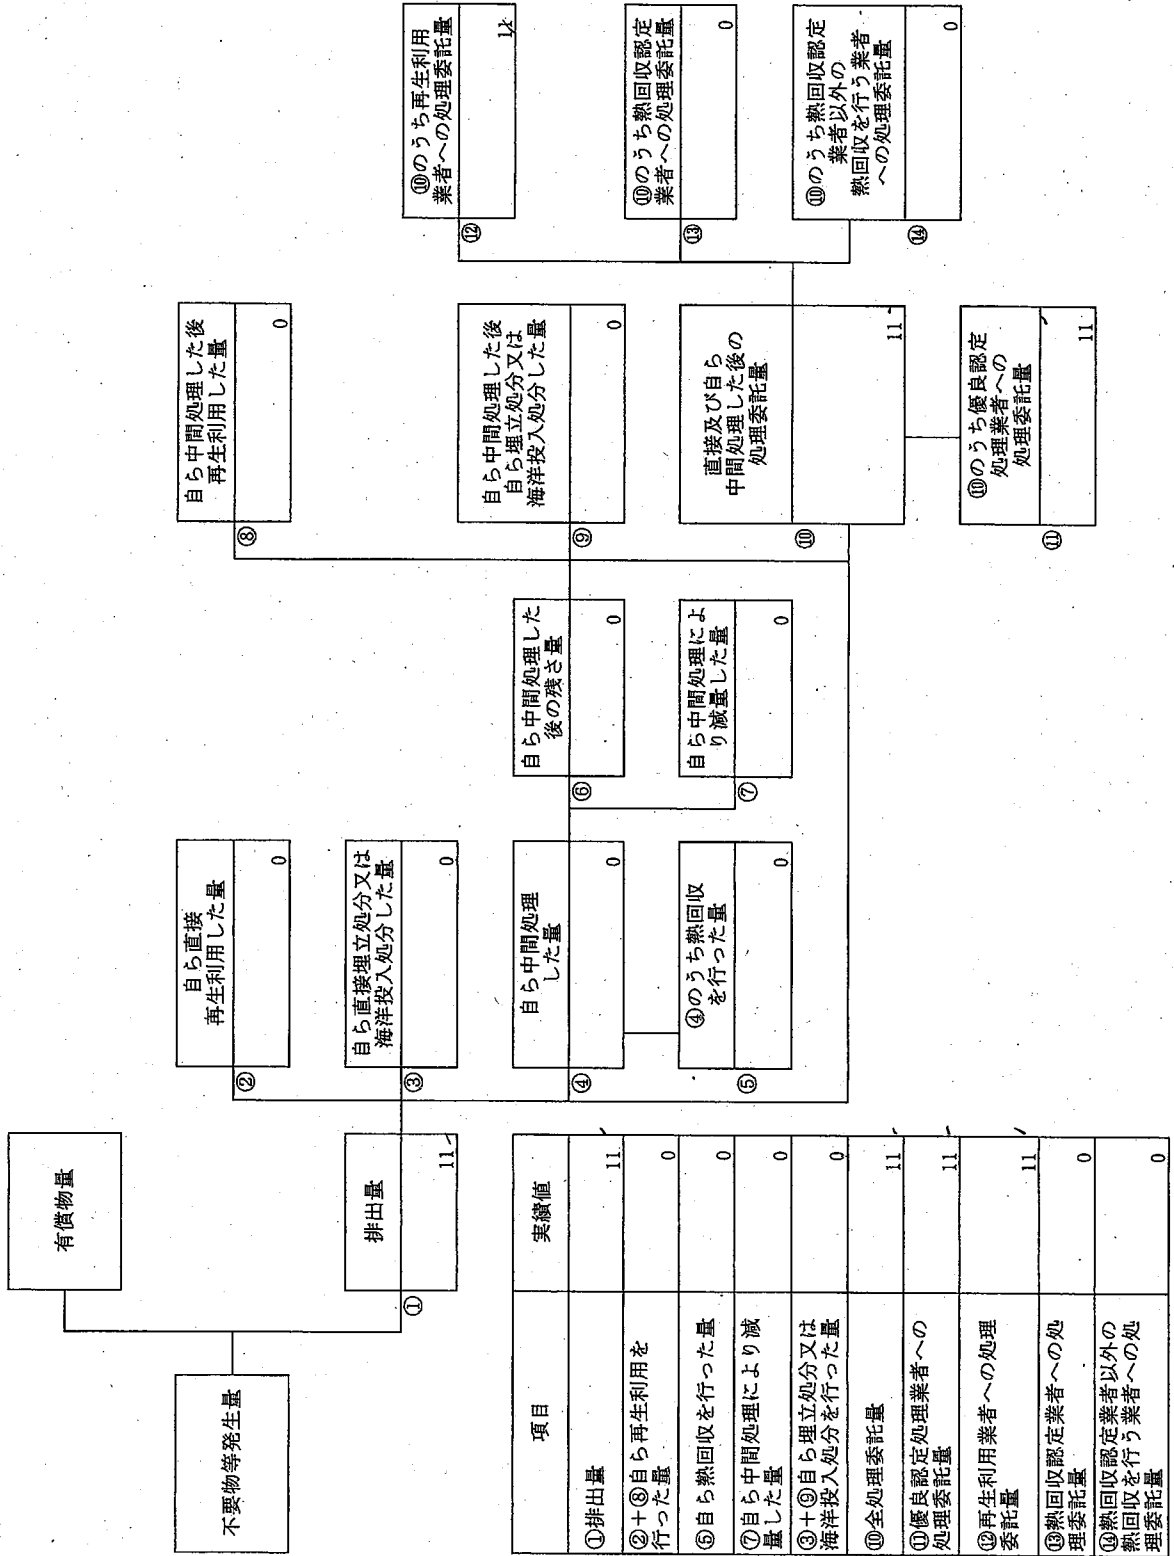 不要物等発生量
有償物量
排出量
①
11
自ら直接
再生利用した量
②
0
自ら直接埋立処分又は
海洋投入処分した量
③
0
自ら中間処理
した量
④
0
④のうち熱回収
を行った量
⑤
0
自ら中間処理した
後の残さ量
⑥
0
自ら中間処理によ
り減量した量
⑦
0
自ら中間処理した後
再生利用した量
⑧
0
自ら中間処理した後
自ら埋立処分又は
海洋投入処分した量
⑨
0
直接及び自ら
中間処理した後の
処理委託量
⑩
11
⑩のうち優良認定
処理業者への
処理委託量
⑪
11
⑩のうち再生利用
業者への処理委託量
⑫
11
⑩のうち熱回収認定
業者への処理委託量
⑬
0
⑩のうち熱回収認定
業者以外の
熱回収を行う業者
への処理委託量
⑭
0
項目 実績値
①排出量 11
②+⑧自ら再生利用を
行った量 0
⑤自ら熱回収を行った量 0
⑦自ら中間処理により減
量した量 0
③+⑨自ら埋立処分又は
海洋投入処分を行った量 0
⑩全処理委託量 11
⑪優良認定処理業者への
処理委託量 11
⑫再生利用業者への処理
委託量 11
⑬熱回収認定業者への処
理委託量 0
⑭熱回収認定業者以外の
熱回収を行う業者への処
理委託量 0